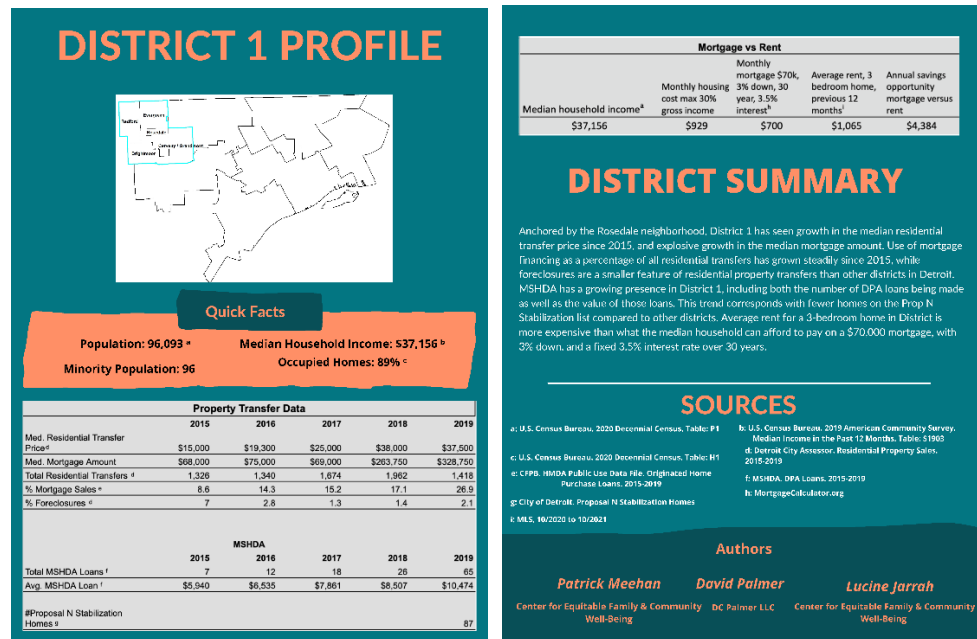 DISTRICT 1 PROFILE
Quick Facts
Population: 96,093 a
Median Household Income: $37,156 b
Minority Population: 96
Occupied Homes: 89% c
Property Transfer Data
2015 2016 2017 2018 2019
Med. Residential Transfer
Price d $15,000 $19,300 $25,000 $38,000 $37,500
Med. Mortgage Amount $68,000 $75,000 $69,000 $263,750 $328,750
Total Residential Transfers d 1,326 1,340 1,674 1,962 1,418
% Mortgage Sales e 8.6 14.3 15.2 17.1 26.9
% Foreclosures d 7 2.8 1.3 1.4 2.1
MSHDA
2015 2016 2017 2018 2019
Total MSHDA Loans f 7 12 18 26 65
Avg. MSHDA Loan f $5,940 $6,535 $7,861 $8,507 $10,474
#Proposal N Stabilization
Homes g 87
Mortgage vs Rent
Median household income a
Monthly housing
cost max 30%
gross income
Monthly
mortgage $70k,
3% down, 30
year, 3.5%
interest h
Average rent, 3
bedroom home,
previous 12
months i
Annual savings
opportunity
mortgage versus
rent
$37,156 $929 $700 $1,065 $4,384
DISTRICT SUMMARY
Anchored by the Rosedale neighborhood, District 1 has seen growth in the median residential
transfer price since 2015, and explosive growth in the median mortgage amount. Use of mortgage
financing as a percentage of all residential transfers has grown steadily since 2015, while
foreclosures are a smaller feature of residential property transfers than other districts in Detroit.
MSHDA has a growing presence in District 1, including both the number of DPA loans being made
as well as the value of those loans. This trend corresponds with fewer homes on the Prop N
Stabilization list compared to other districts. Average rent for a 3-bedroom home in District is
more expensive than what the median household can afford to pay on a $70,000 mortgage, with
3% down, and a fixed 3.5% interest rate over 30 years.
SOURCES
a: U.S. Census Bureau. 2020 Decennial Census. Table: P1
b: U.S. Census Bureau. 2019 American Community Survey.
Median Income in the Past 12 Months. Table: S1903
c: U.S. Census Bureau. 2020 Decennial Census. Table: H1
d: Detroit City Assessor. Residential Property Sales.
2015-2019
e: CFPB. HMDA Public Use Data File. Originated Home
Purchase Loans. 2015-2019
f: MSHDA. DPA Loans. 2015-2019
g: City of Detroit. Proposal N Stabilization Homes
h: MortgageCalculator.org
i: MLS, 10/2020 to 10/2021
Authors
Patrick Meehan
Center for Equitable Family & Community
Well-Being
David Palmer
DC Palmer LLC
Lucine Jarrah
Center for Equitable Family & Community
Well-Being